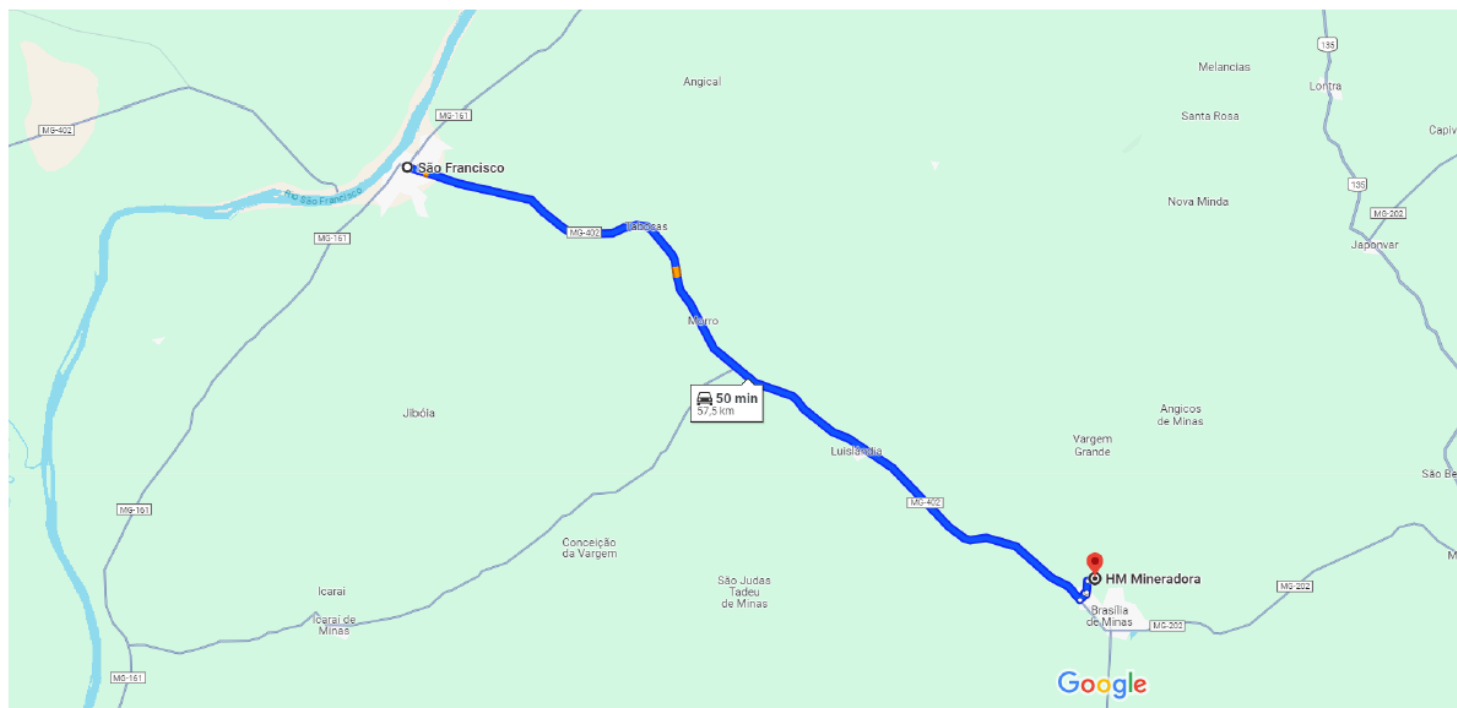 135
Melancias
Angical
Lontra
MG-161
Santa Rosa
MG-402
São Francisco
135
Rio São Francisco
Nova Minda
MG-202
MG-402
MG-161
Japonvar
Morro
50 min
57,5 km
Jibóia
Angicos
de Minas
Vargem
Grande
Luislândia
São Be
MG-402
MG-161
Conceição
da Vargem
M
HM Mineradora
São Judas
Tadeu
de Minas
MG-202
Icaraí
Icaraí de
Minas
Brasília
de Minas
MG-202
MG-161
Google